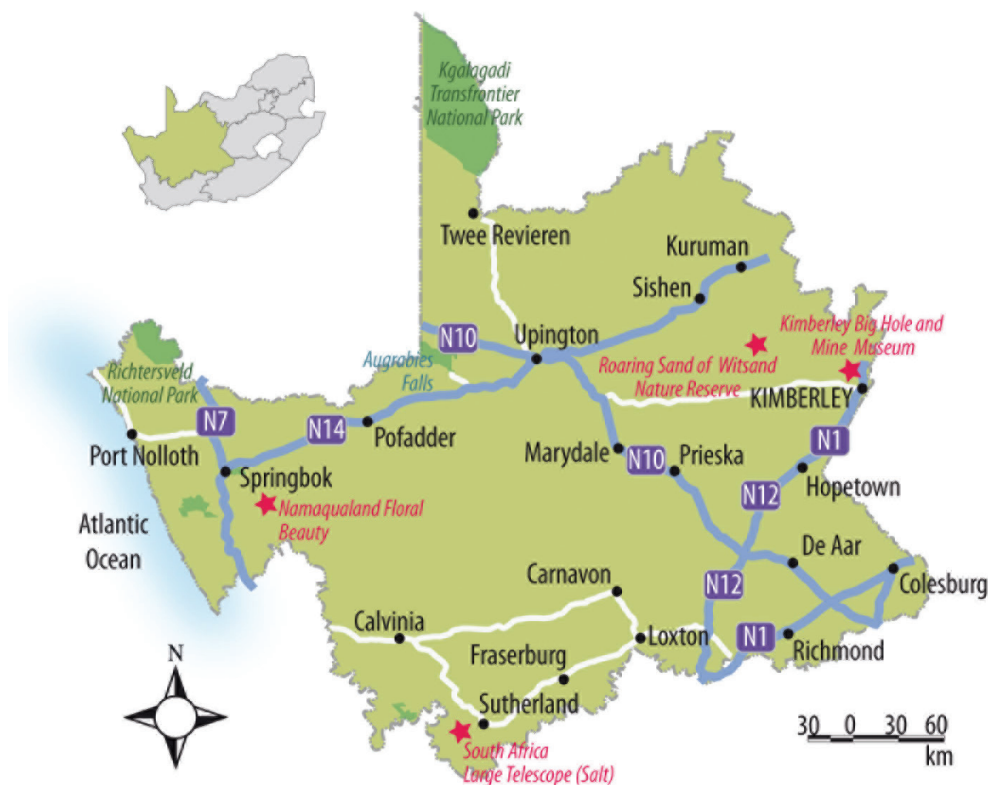 Kgalagadi
Transfrontier
National Park
Twee Revieren
Kuruman
Sishen
N10
Upington
Kimberley Big Hole and
Mine Museum
Roaring Sand of Witsand
Nature Reserve
Augrabies
Falls
Richtersveld
National Park
KIMBERLEY
N7
N14
Pofadder
N1
Port Nolloth
Springbok
Marydale
N10
Prieska
N12
Hopetown
Namaqualand Floral
Beauty
Atlantic
Ocean
De Aar
Carnavon
N12
Colesburg
Calvinia
Loxton
N1
Richmond
Fraserburg
N
Sutherland
South Africa
Large Telescope (Salt)
30 0 30 60
km